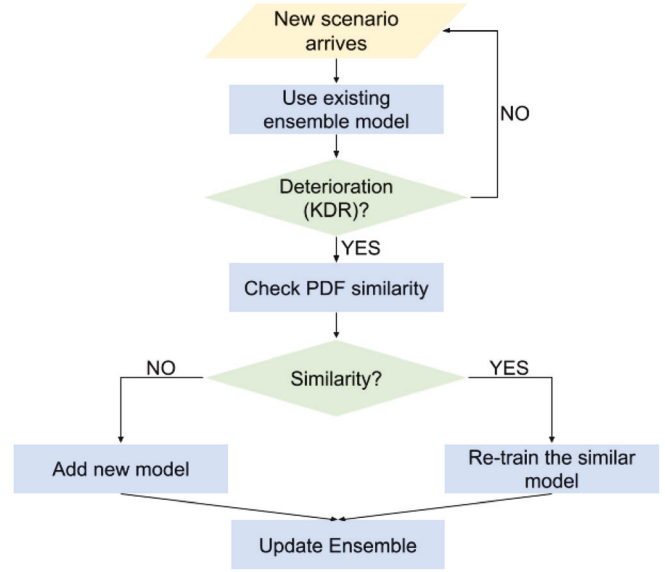 New scenario
arrives
Use existing
ensemble model
NO
Deterioration
(KDR)?
YES
Check PDF similarity
NO
Similarity?
YES
Add new model
Re-train the similar
model
Update Ensemble